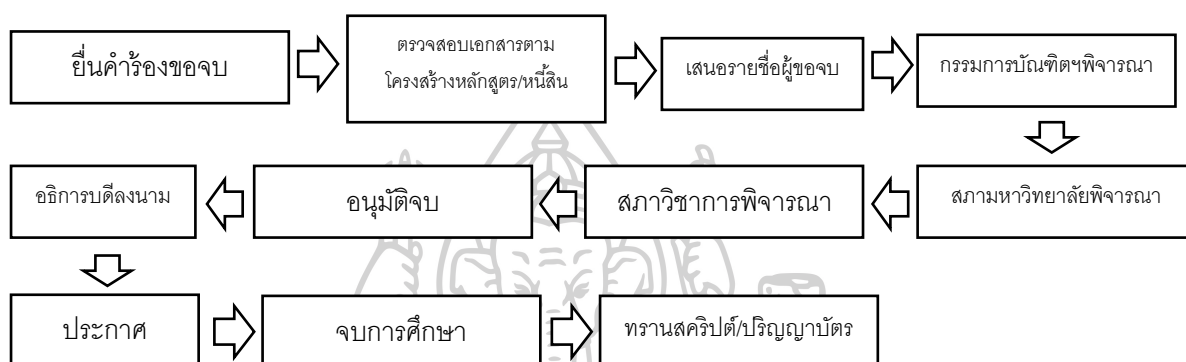 ยื่นคำร้องขอจบ
ตรวจสอบเอกสารตาม
โครงสร้างหลักสูตร/หนี้สิน
เสนอรายชื่อผู้ขอจบ
กรรมการบัณฑิตฯพิจารณา
สภามหาวิทยาลัยพิจารณา
สภาวิชาการพิจารณา
อนุมัติจบ
อธิการบดีลงนาม
ประกาศ
จบการศึกษา
ทรานสคริปต์/ปริญญาบัตร